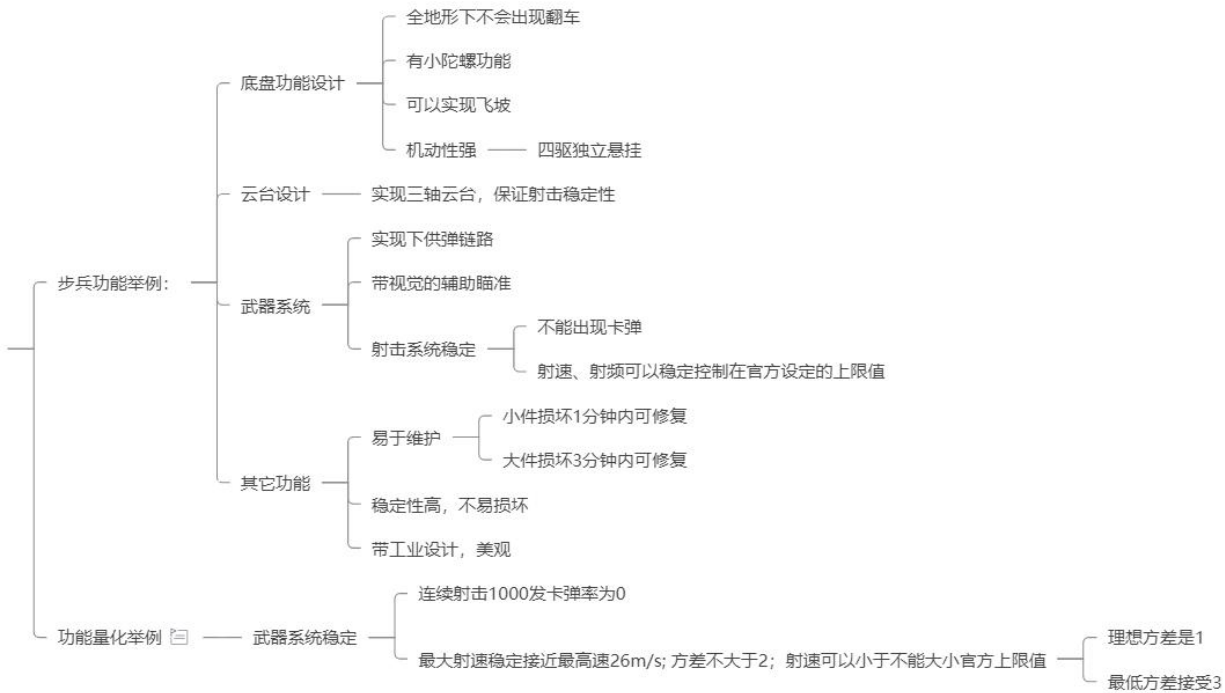 步兵功能举例：
底盘功能设计
全地形下不会出现翻车
有小陀螺功能
可以实现飞坡
机动性强
四驱独立悬挂
云台设计
实现三轴云台，保证射击稳定性
武器系统
实现下供弹链路
带视觉的辅助瞄准
射击系统稳定
不能出现卡弹
射速、射频可以稳定控制在官方设定的上限值
其它功能
易于维护
小件损坏1分钟内可修复
大件损坏3分钟内可修复
稳定性高，不易损坏
带工业设计，美观
功能量化举例
武器系统稳定
连续射击1000发卡弹率为0
最大射速稳定接近最高速26m/s; 方差不大于2；射速可以小于不能大小官方上限值
理想方差是1
最低方差接受3